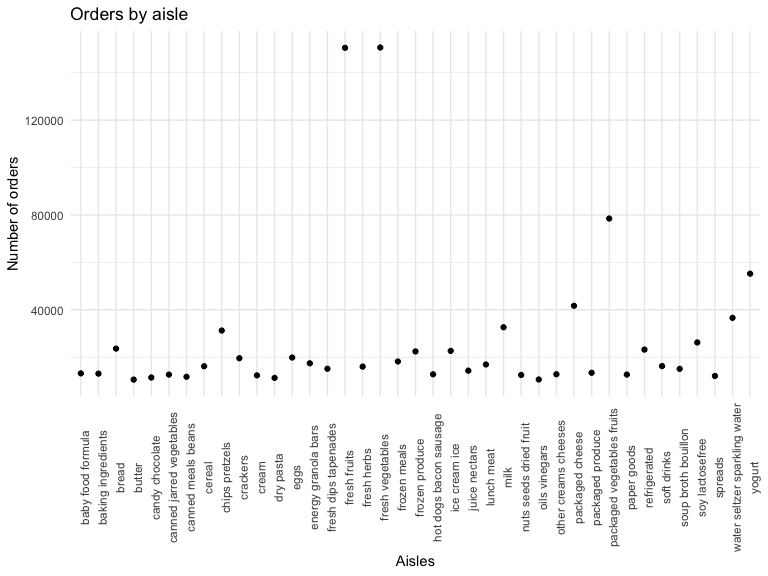 Orders by aisle
Number of orders
120000
80000
40000
baby food formula
baking ingredients
bread
butter
candy chocolate
canned jarred vegetables
canned meals beans
cereal
chips pretzels
crackers
cream
dry pasta
eggs
energy granola bars
fresh dips tapenades
fresh fruits
fresh herbs
fresh vegetables
frozen meals
frozen produce
hot dogs bacon sausage
ice cream ice
juice nectars
lunch meat
milk
nuts seeds dried fruit
oils vinegars
other creams cheeses
packaged cheese
packaged produce
packaged vegetables fruits
paper goods
refrigerated
soft drinks
soup broth bouillon
soy lactosefree
spreads
water seltzer sparkling water
yogurt
Aisles